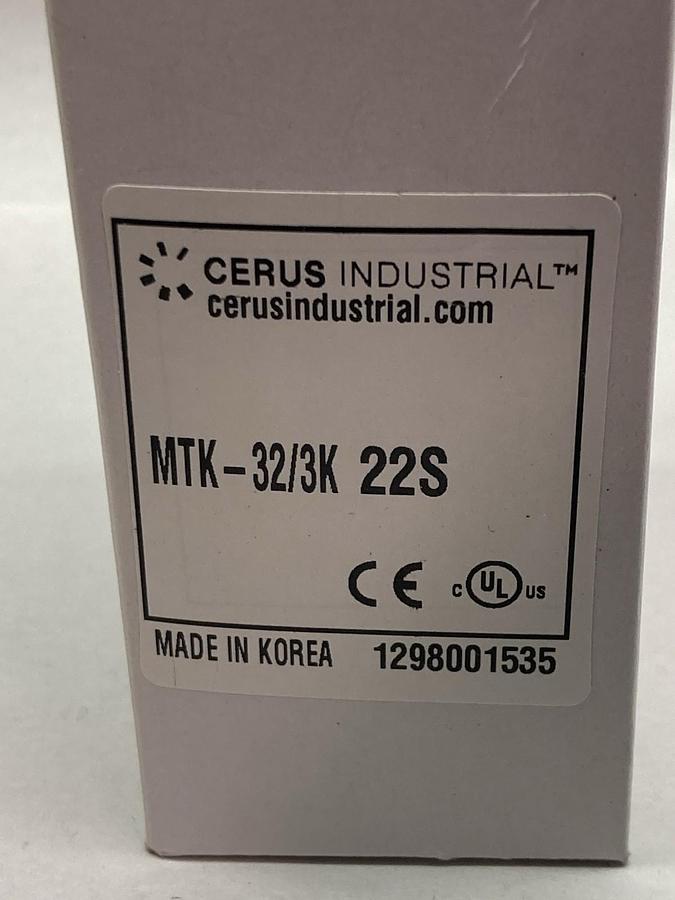 CERUS INDUSTRIAL™
cerusindustrial.com
MTK-32/3K 22S
CE C UL US
MADE IN KOREA 1298001535